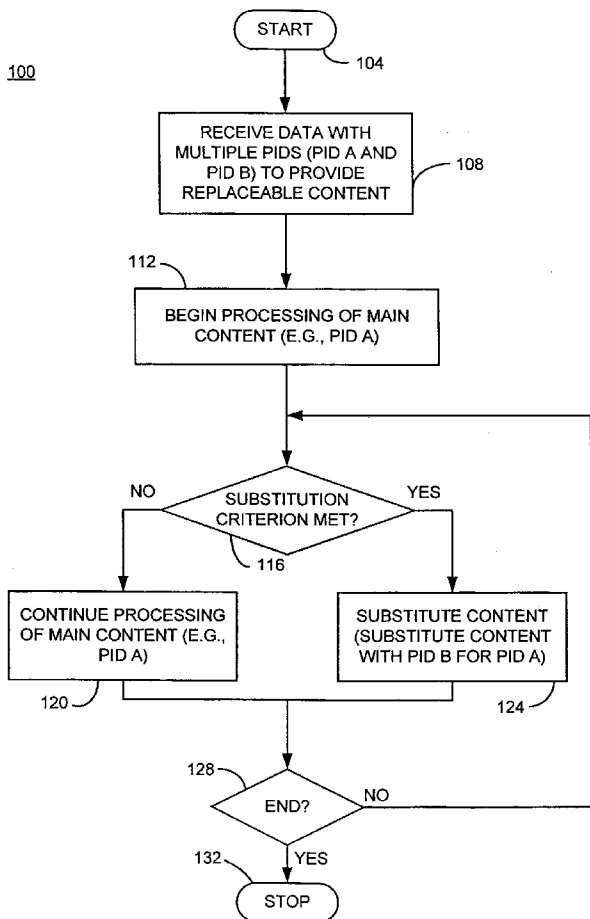 START
104
100
RECEIVE DATA WITH
MULTIPLE PIDS (PID A AND
PID B) TO PROVIDE
REPLACEABLE CONTENT
108
112
BEGIN PROCESSING OF MAIN
CONTENT (E.G., PID A)
NO
SUBSTITUTION
CRITERION MET?
YES
116
CONTINUE PROCESSING
OF MAIN CONTENT (E.G.,
PID A)
120
SUBSTITUTE CONTENT
(SUBSTITUTE CONTENT
WITH PID B FOR PID A)
124
128
END?
NO
YES
132
STOP